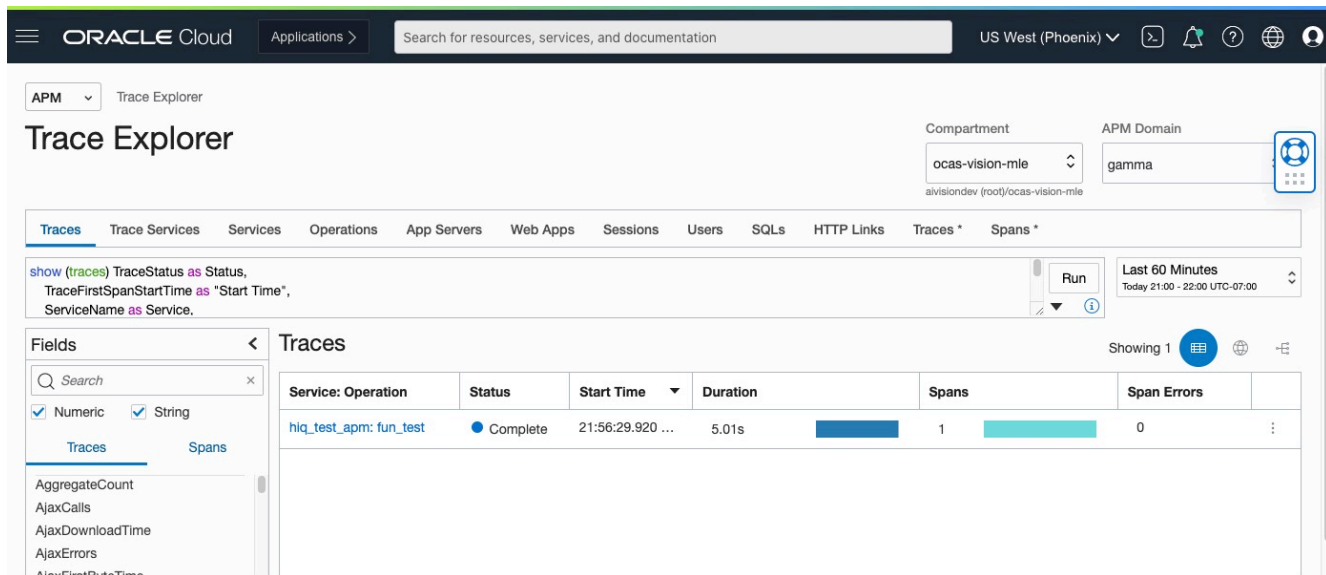 ORACLE Cloud
Applications >
Search for resources, services, and documentation
US West (Phoenix)
APM
Trace Explorer
Trace Explorer
Compartment
APM Domain
ocas-vision-mle
gamma
aivisiondev (root)/ocas-vision-mle
Traces Trace Services Services Operations App Servers Web Apps Sessions Users SQLs HTTP Links Traces * Spans *
show (traces) TraceStatus as Status,
TraceFirstSpanStartTime as "Start Time",
ServiceName as Service,
Run
Last 60 Minutes
Today 21:00 - 22:00 UTC-07:00
Fields
Traces
Showing 1
Search
Numeric String
Traces Spans
AggregateCount
AjaxCalls
AjaxDownloadTime
AjaxErrors
AjaxFirstByteTime
Service: Operation Status Start Time Duration Spans Span Errors
hiq_test_apm: fun_test Complete 21:56:29.920 ... 5.01s 1 0